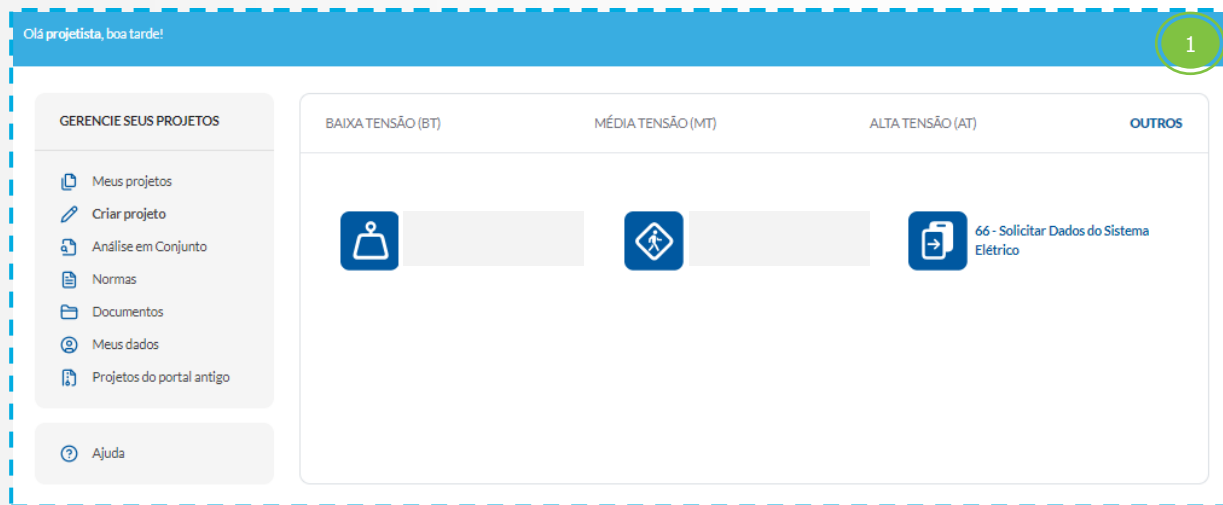 Olá projetista, boa tarde!
1
GERENCIE SEUS PROJETOS
Meus projetos
Criar projeto
Análise em Conjunto
Normas
Documentos
Meus dados
Projetos do portal antigo
Ajuda
BAIXA TENSÃO (BT)
MÉDIA TENSÃO (MT)
ALTA TENSÃO (AT)
OUTROS
66 - Solicitar Dados do Sistema
Elétrico